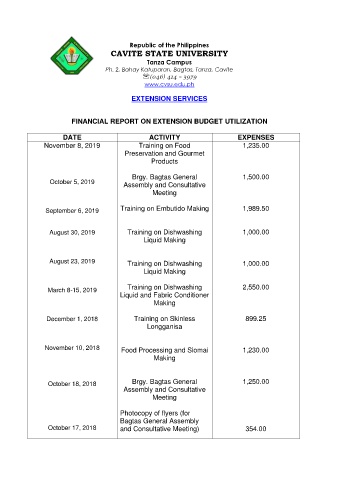 Republic of the Philippines
CAVITE STATE UNIVERSITY
Tanza Campus
Ph. 2, Bahay Katuparan, Bagtas, Tanza, Cavite
☎(046) 414 – 3979
www.cvsu.edu.ph
EXTENSION SERVICES
FINANCIAL REPORT ON EXTENSION BUDGET UTILIZATION
DATE ACTIVITY EXPENSES
November 8, 2019 Training on Food 1,235.00
Preservation and Gourmet
Products
October 5, 2019 Brgy. Bagtas General 1,500.00
Assembly and Consultative
Meeting
September 6, 2019 Training on Embutido Making 1,989.50
August 30, 2019 Training on Dishwashing 1,000.00
Liquid Making
August 23, 2019 Training on Dishwashing 1,000.00
Liquid Making
March 8-15, 2019 Training on Dishwashing 2,550.00
Liquid and Fabric Conditioner
Making
December 1, 2018 Training on Skinless 899.25
Longganisa
November 10, 2018 Food Processing and Siomai 1,230.00
Making
October 18, 2018 Brgy. Bagtas General 1,250.00
Assembly and Consultative
Meeting
Photocopy of flyers (for
Bagtas General Assembly
October 17, 2018 and Consultative Meeting) 354.00